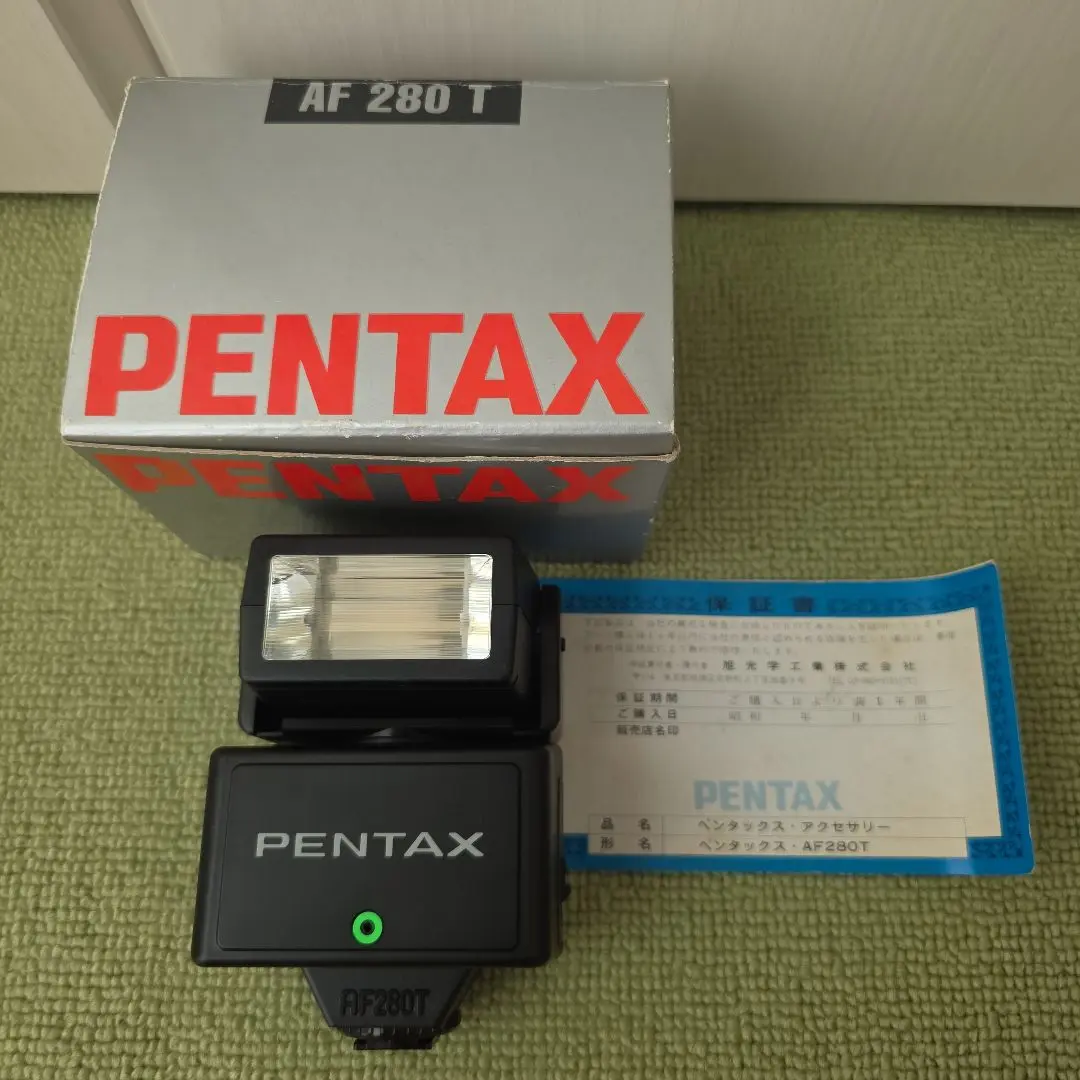 AF 280 T
PENTAX
PENTAX
PENTAX
AF280T
保証書
旭光学工業株式会社
保証期間 ご購入日より満1年間
ご購入日 昭和 年 月 日
販売店名印
PENTAX
品名 ペンタックス・アクセサリー
形名 ペンタックス・AF280T